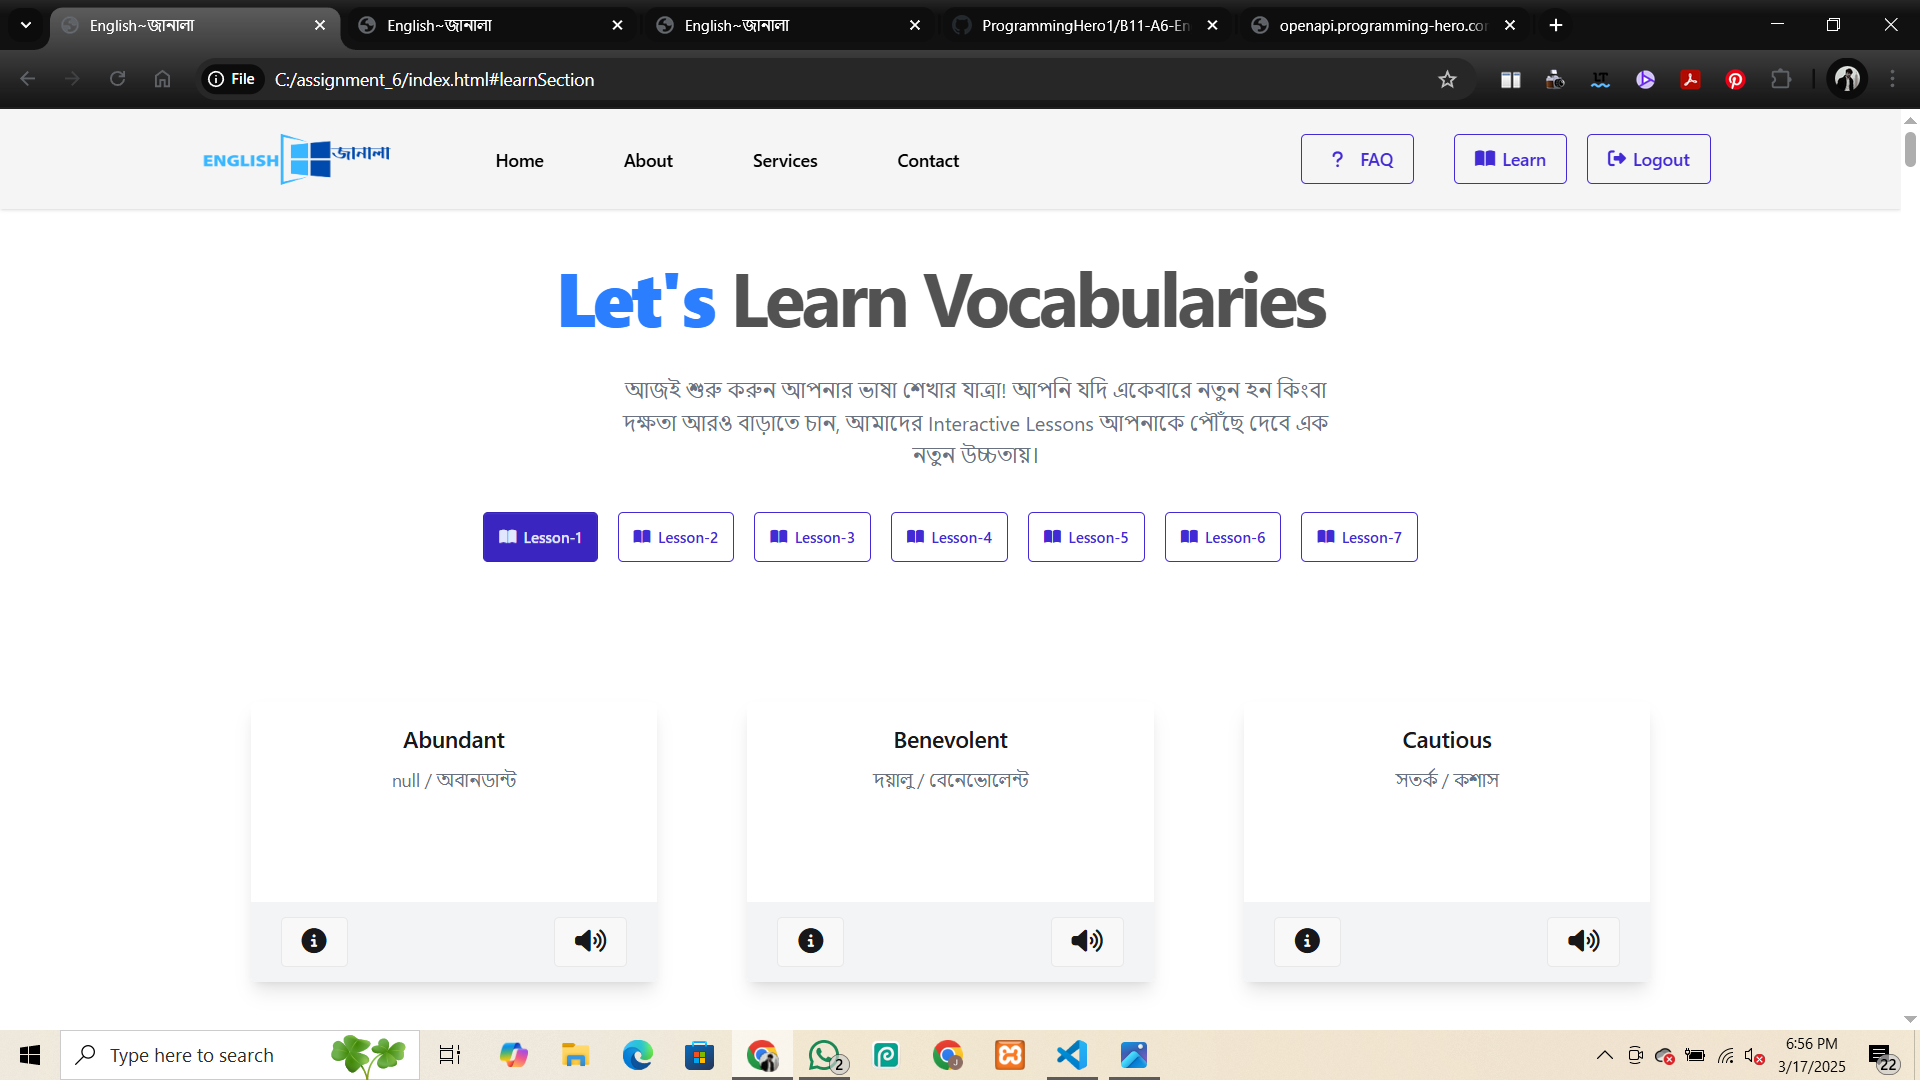 English~জানালা
English~জানালা
English~জানালা
ProgrammingHero1/B11-A6-En
openapi.programming-hero.co
File
C:/assignment_6/index.html#learnSection
ENGLISH জানালা
Home
About
Services
Contact
FAQ
Learn
Logout
Let's Learn Vocabularies
আজই শুরু করুন আপনার ভাষা শেখার যাত্রা! আপনি যদি একেবারে নতুন হন কিংবা
দক্ষতা আরও বাড়াতে চান, আমাদের Interactive Lessons আপনাকে পৌঁছে দেবে এক
নতুন উচ্চতায়।
Lesson-1
Lesson-2
Lesson-3
Lesson-4
Lesson-5
Lesson-6
Lesson-7
Abundant
null / অবানডান্ট
Benevolent
দয়ালু / বেনেভোলেন্ট
Cautious
সতর্ক / কশাস
Type here to search
2
6:56 PM
3/17/2025
22